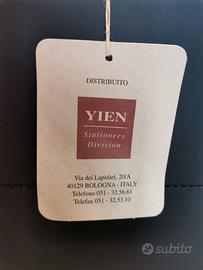 DISTRIBUITO
YIEN
Stationery
Division
Via dei Lapidari, 20/A
40129 BOLOGNA - ITALY
Telefono 051 - 32.56.61
Telefax 051 - 32.53.10
subito